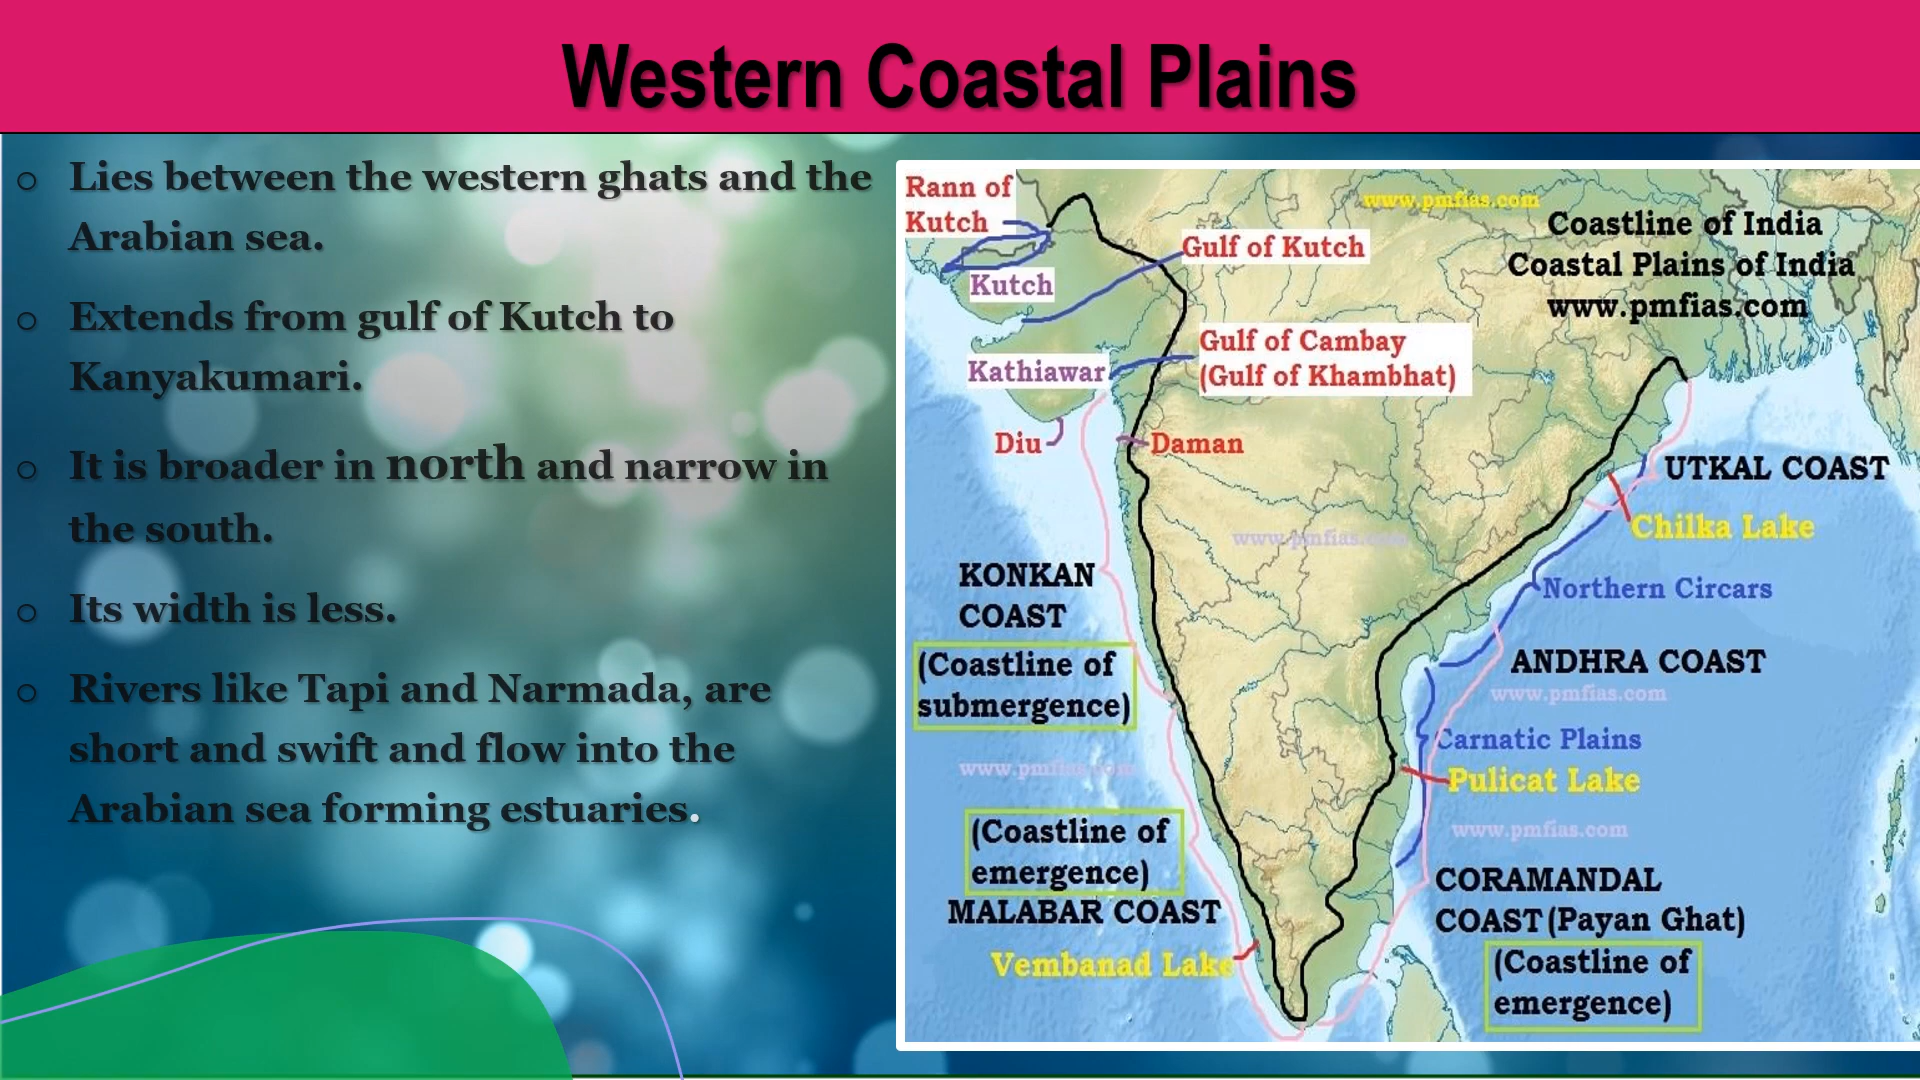 Western Coastal Plains
o Lies between the western ghats and the
Arabian sea.
o Extends from gulf of Kutch to
Kanyakumari.
o It is broader in north and narrow in
the south.
o Its width is less.
o Rivers like Tapi and Narmada, are
short and swift and flow into the
Arabian sea forming estuaries.
Rann of
Kutch
Kutch
Gulf of Kutch
www.pmfias.com
Coastline of India
Coastal Plains of India
www.pmfias.com
Gulf of Cambay
(Gulf of Khambhat)
Kathiawar
Diu
Daman
UTKAL COAST
Chilka Lake
www.pmfias.com
Northern Circars
KONKAN
COAST
(Coastline of
submergence)
ANDHRA COAST
www.pmfias.com
Carnatic Plains
Pulicat Lake
www.pmfias.com
www.pmfias.com
(Coastline of
emergence)
MALABAR COAST
Vembanad Lake
CORAMANDAL
COAST (Payan Ghat)
(Coastline of
emergence)